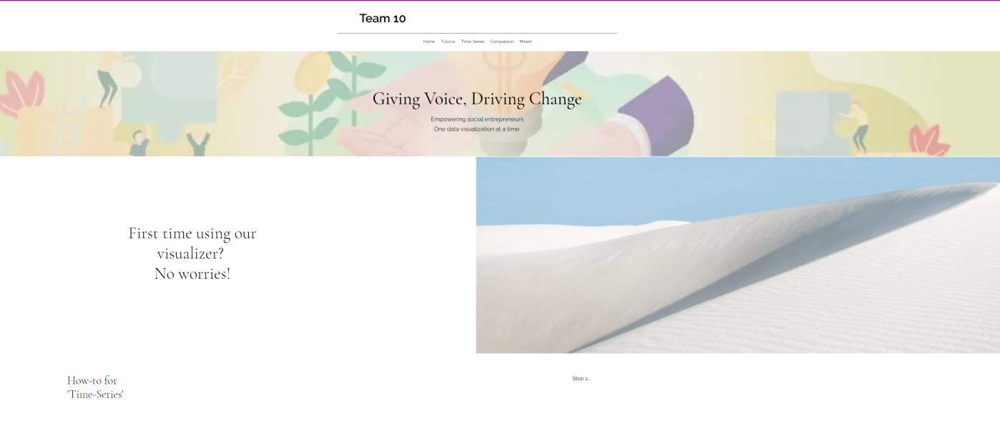 Team 10
Home Tutorial Time-Series Comparison Mixed
Giving Voice, Driving Change
Empowering social entrepreneurs
One data visualization at a time.
First time using our
visualizer?
No worries!
How-to for
'Time-Series'
Step 1...